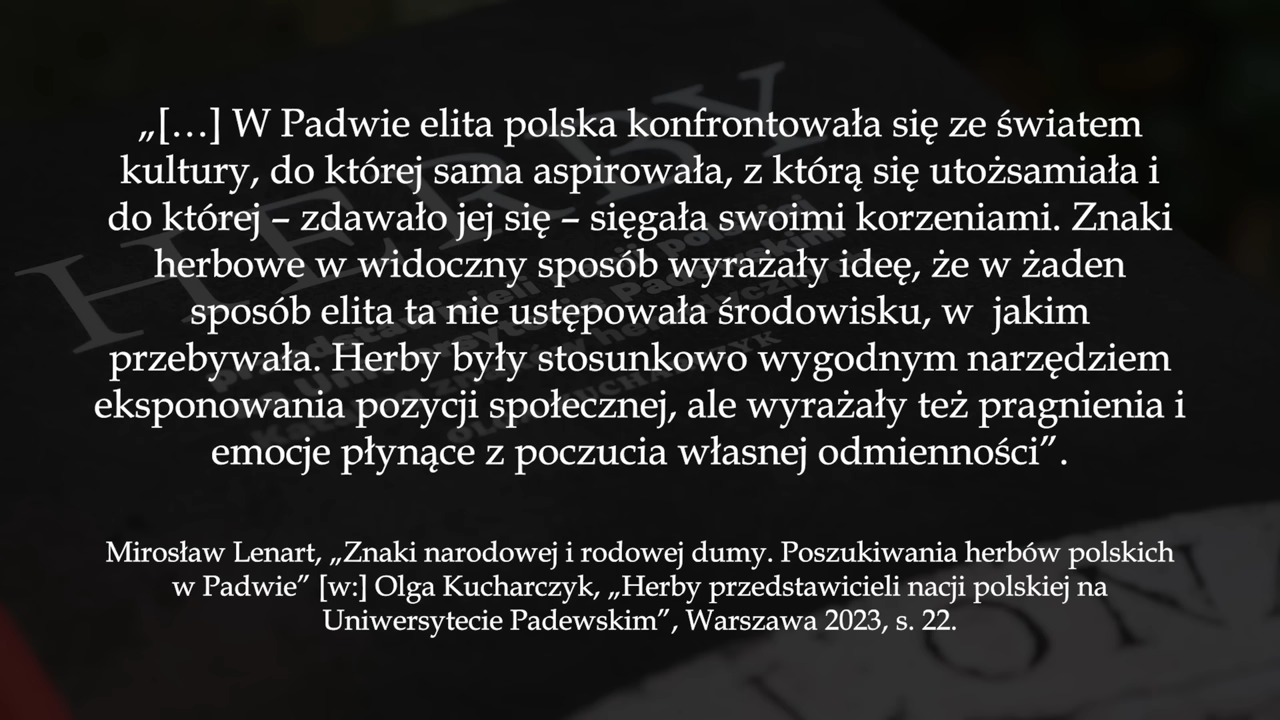 „[…] W Padwie elita polska konfrontowała się ze światem
kultury, do której sama aspirowała, z którą się utożsamiała i
do której – zdawało jej się – sięgała swoimi korzeniami. Znaki
herbowe w widoczny sposób wyrażały ideę, że w żaden
sposób elita ta nie ustępowała środowisku, w  jakim
przebywała. Herby były stosunkowo wygodnym narzędziem
eksponowania pozycji społecznej, ale wyrażały też pragnienia i
emocje płynące z poczucia własnej odmienności”.
Mirosław Lenart, „Znaki narodowej i rodowej dumy. Poszukiwania herbów polskich
w Padwie” [w:] Olga Kucharczyk, „Herby przedstawicieli nacji polskiej na
Uniwersytecie Padewskim”, Warszawa 2023, s. 22.
HERBY